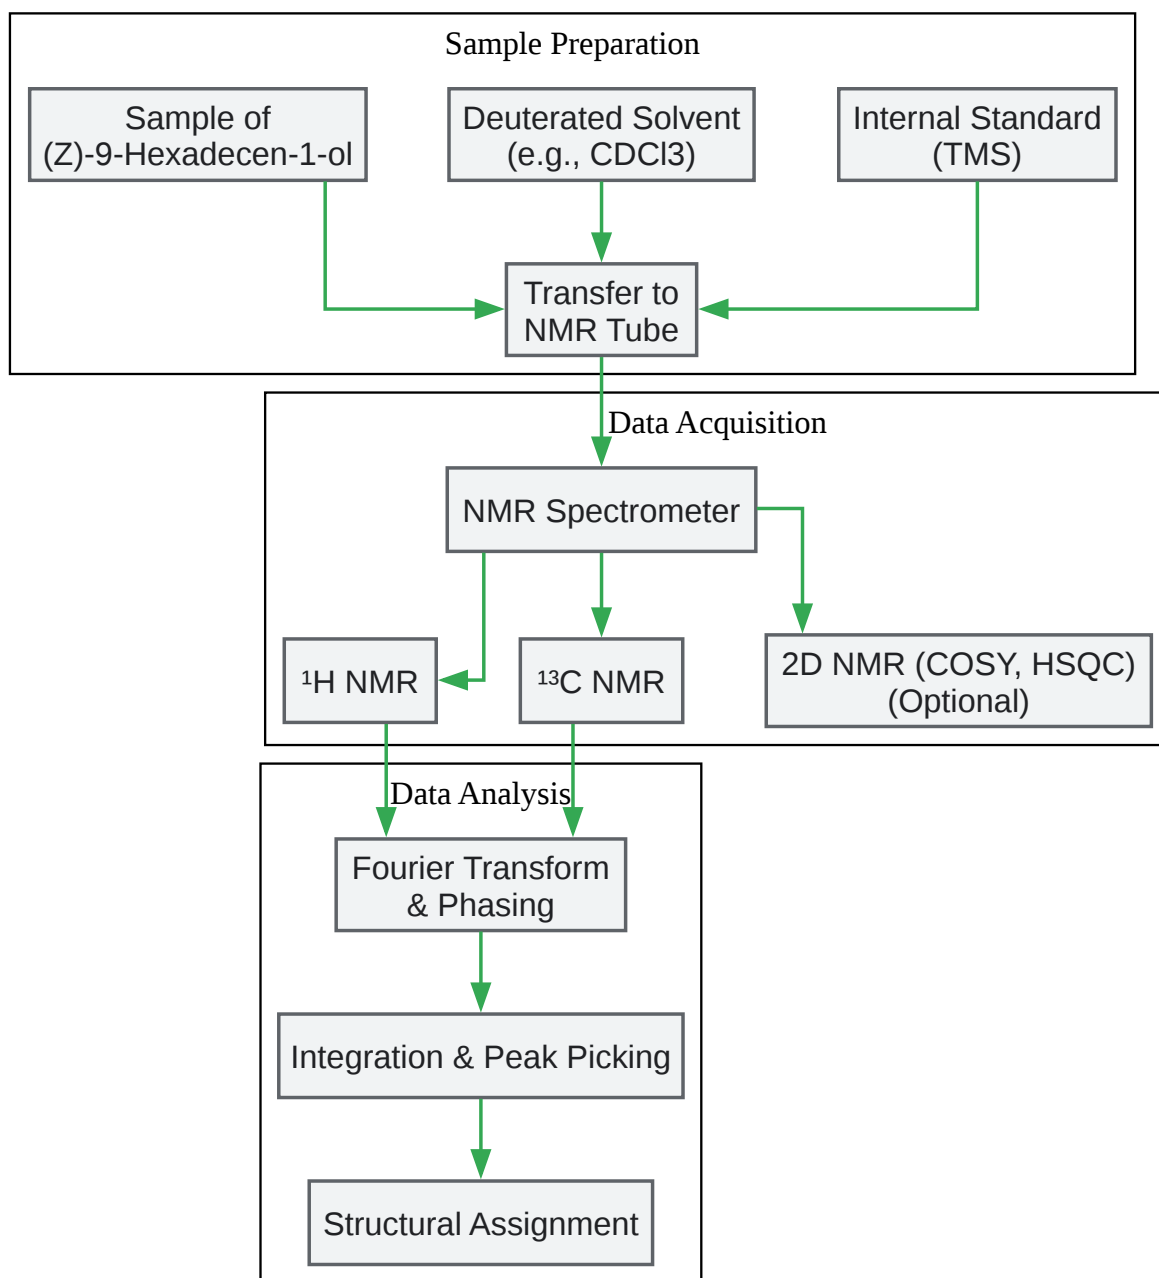 Sample Preparation
Sample of
(Z)-9-Hexadecen-1-ol
Deuterated Solvent
(e.g., CDCl3)
Internal Standard
(TMS)
Transfer to
NMR Tube
Data Acquisition
NMR Spectrometer
¹H NMR
¹³C NMR
2D NMR (COSY, HSQC)
(Optional)
Data Analysis
Fourier Transform
& Phasing
Integration & Peak Picking
Structural Assignment